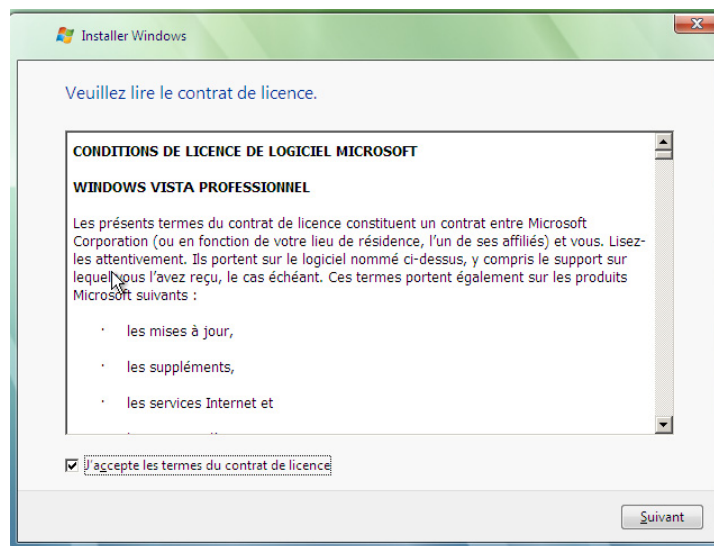 Installer Windows
Veuillez lire le contrat de licence.
CONDITIONS DE LICENCE DE LOGICIEL MICROSOFT
WINDOWS VISTA PROFESSIONNEL
Les présents termes du contrat de licence constituent un contrat entre Microsoft
Corporation (ou en fonction de votre lieu de résidence, l'un de ses affiliés) et vous. Lisez-
les attentivement. Ils portent sur le logiciel nommé ci-dessus, y compris le support sur
lequel vous l'avez reçu, le cas échéant. Ces termes portent également sur les produits
Microsoft suivants :
· les mises à jour,
· les suppléments,
· les services Internet et
J'accepte les termes du contrat de licence
Suivant